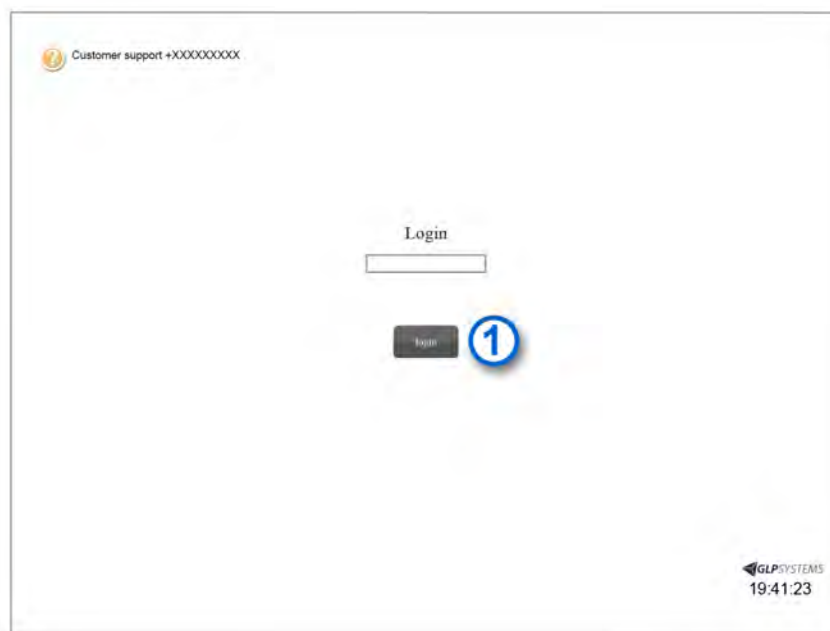 Customer support +XXXXXXXXX
Login
login
1
GLPSYSTEMS
19:41:23